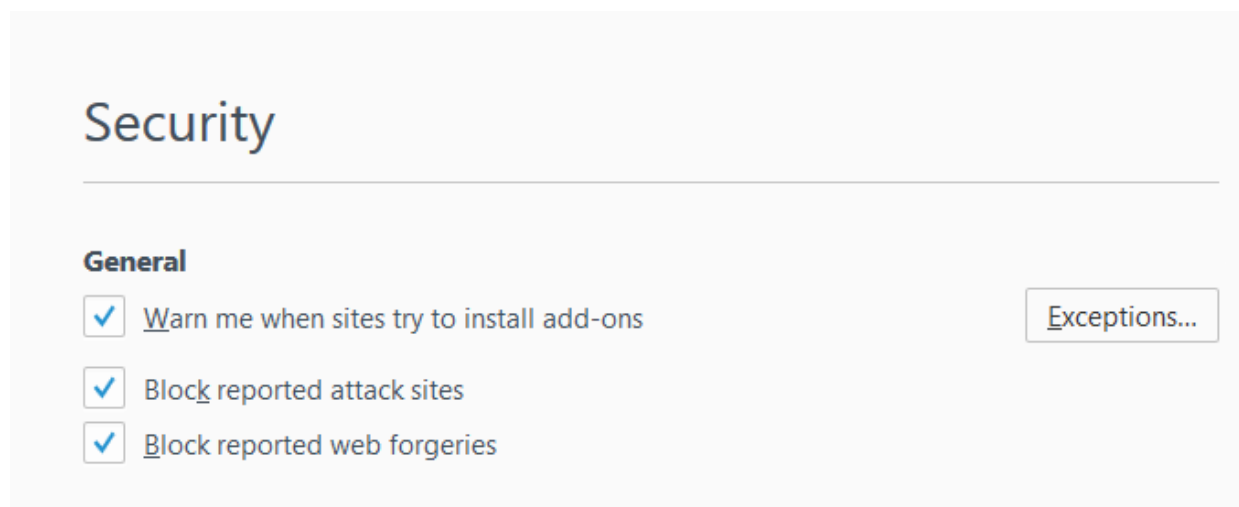 Security
General
Warn me when sites try to install add-ons
Exceptions...
Block reported attack sites
Block reported web forgeries